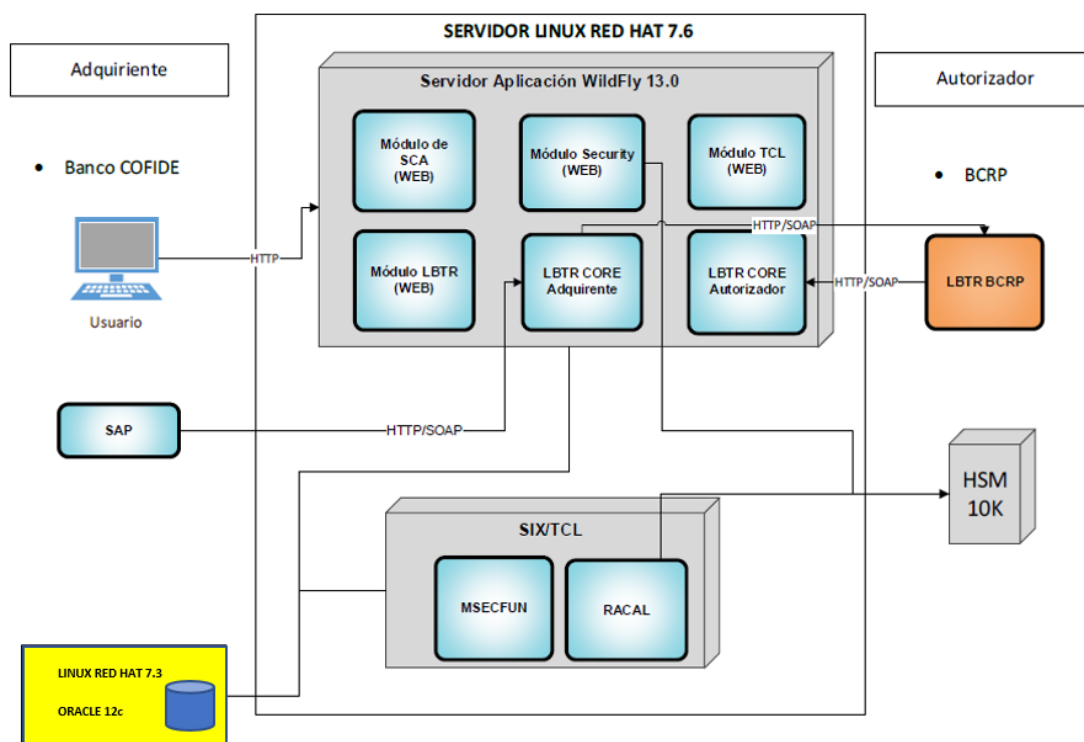 SERVIDOR LINUX RED HAT 7.6
Adquiriente
Autorizador
Servidor Aplicación WildFly 13.0
Banco COFIDE
BCRP
Módulo de
SCA
(WEB)
Módulo Security
(WEB)
Módulo TCL
(WEB)
HTTP/SOAP
HTTP
Módulo LBTR
(WEB)
LBTR CORE
Adquirente
LBTR CORE
Autorizador
HTTP/SOAP
LBTR BCRP
Usuario
SAP
HTTP/SOAP
HSM
10K
SIX/TCL
MSECFUN
RACAL
LINUX RED HAT 7.3
ORACLE 12c